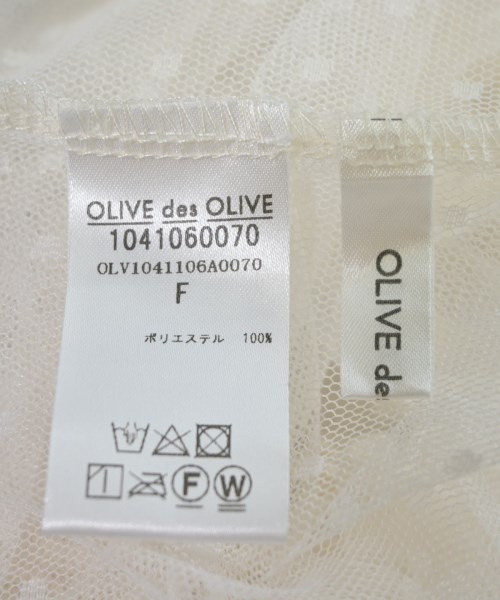 OLIVE des OLIVE
1041060070
OLV1041106A0070
F
ポリエステル 100%
F W
OLIVE de